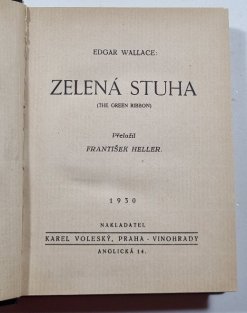 EDGAR WALLACE:
ZELENÁ STUHA
(THE GREEN RIBBON)
Přeložil
FRANTIŠEK HELLER.
1930
NAKLADATEL
KAREL VOLESKÝ, PRAHA - VINOHRADY
ANGLICKÁ 14.